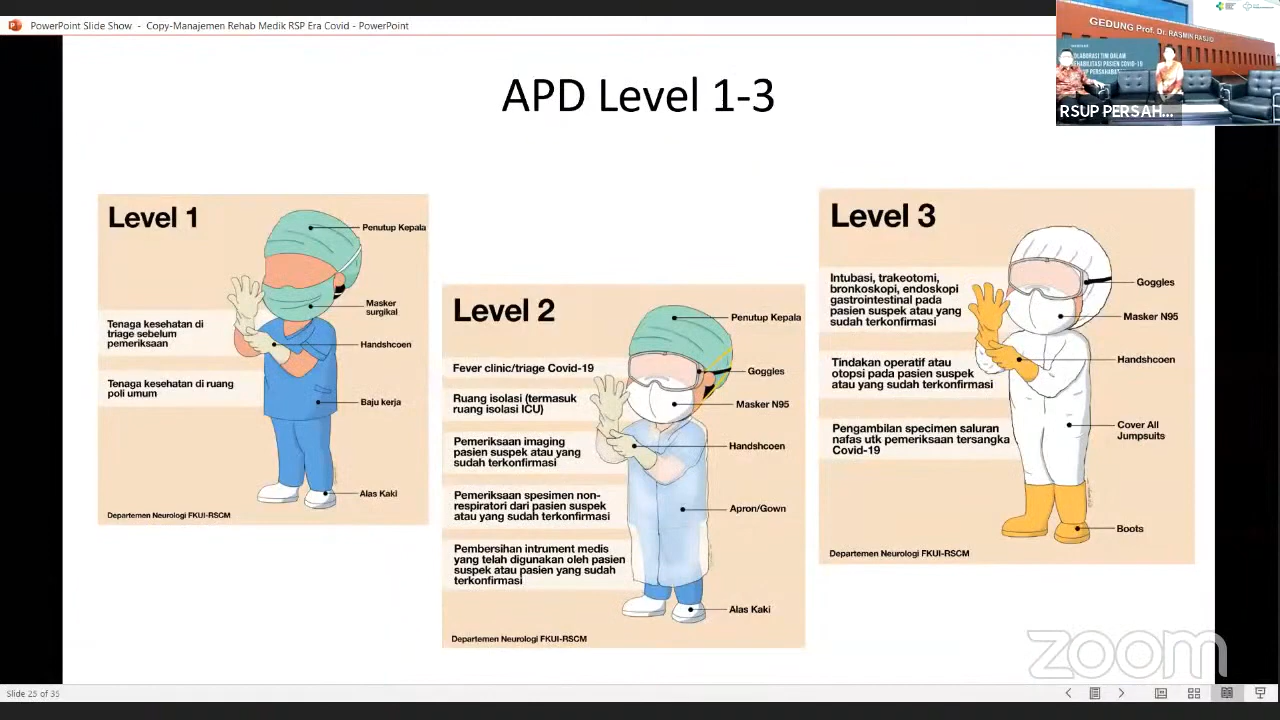 PowerPoint Slide Show - Copy-Manajemen Rehab Medik RSP Era Covid - PowerPoint
GEDUNG Prof. Dr. RASMIN RASJID
RSUP PERSAH...
APD Level 1-3
Level 1
Penutup Kepala
Masker
surgikal
Tenaga kesehatan di
triage sebelum
pemeriksaan
Handshcoen
Tenaga kesehatan di ruang
poli umum
Baju kerja
Alas Kaki
Departemen Neurologi FKUI-RSCM
Level 2
Penutup Kepala
Fever clinic/triage Covid-19
Goggles
Ruang isolasi (termasuk
ruang isolasi ICU)
Masker N95
Pemeriksaan imaging
pasien suspek atau yang
sudah terkonfirmasi
Handshcoen
Pemeriksaan spesimen non-
respiratori dari pasien suspek
atau yang sudah terkonfirmasi
Apron/Gown
Pembersihan intrument medis
yang telah digunakan oleh pasien
suspek atau pasien yang sudah
terkonfirmasi
Alas Kaki
Departemen Neurologi FKUI-RSCM
Level 3
Intubasi, trakeotomi,
bronkoskopi, endoskopi
gastrointestinal pada
pasien suspek atau yang
sudah terkonfirmasi
Goggles
Masker N95
Tindakan operatif atau
otopsi pada pasien suspek
atau yang sudah terkonfirmasi
Handshcoen
Pengambilan specimen saluran
nafas utk pemeriksaan tersangka
Covid-19
Cover All
Jumpsuits
Boots
Departemen Neurologi FKUI-RSCM
zoom
Slide 25 of 35